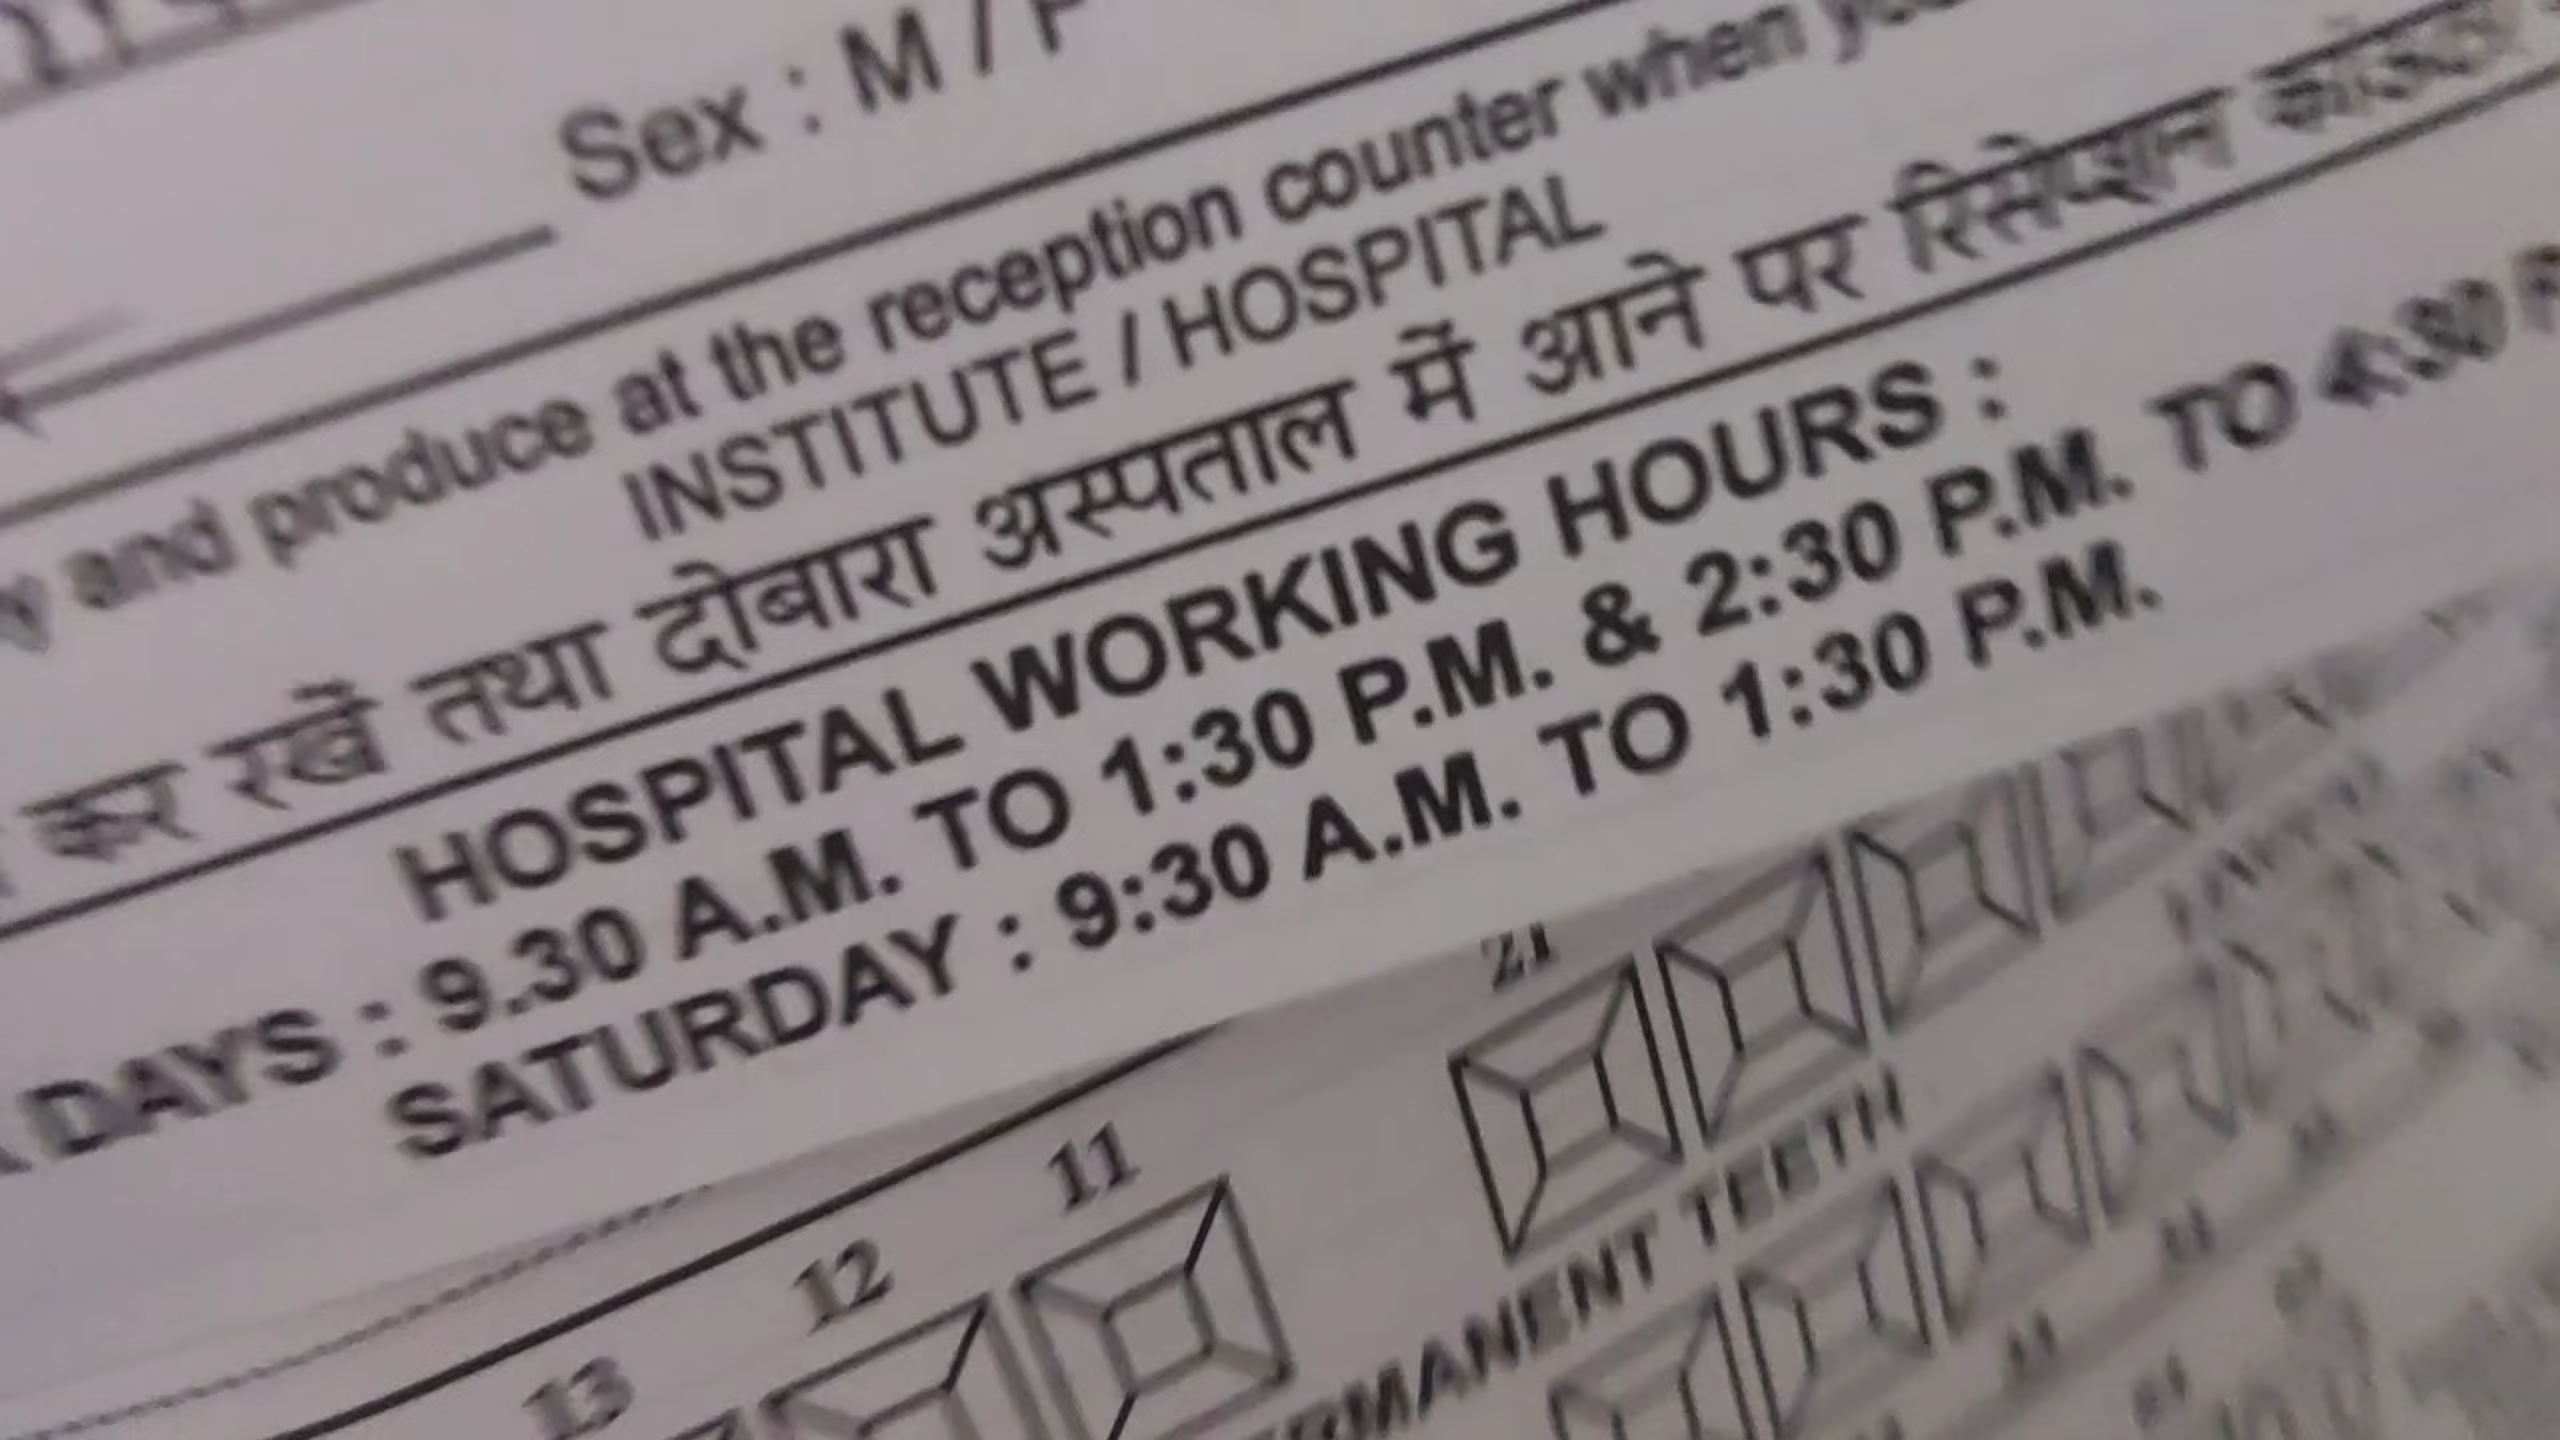 Sex : M / F
and produce at the reception counter when
INSTITUTE / HOSPITAL
कर रखें तथा दोबारा अस्पताल में आने पर रिसेप्शन
HOSPITAL WORKING HOURS :
DAYS : 9.30 A.M. TO 1:30 P.M. & 2:30 P.M. TO 4:30
SATURDAY : 9:30 A.M. TO 1:30 P.M.
21
13 12 11
TEETH